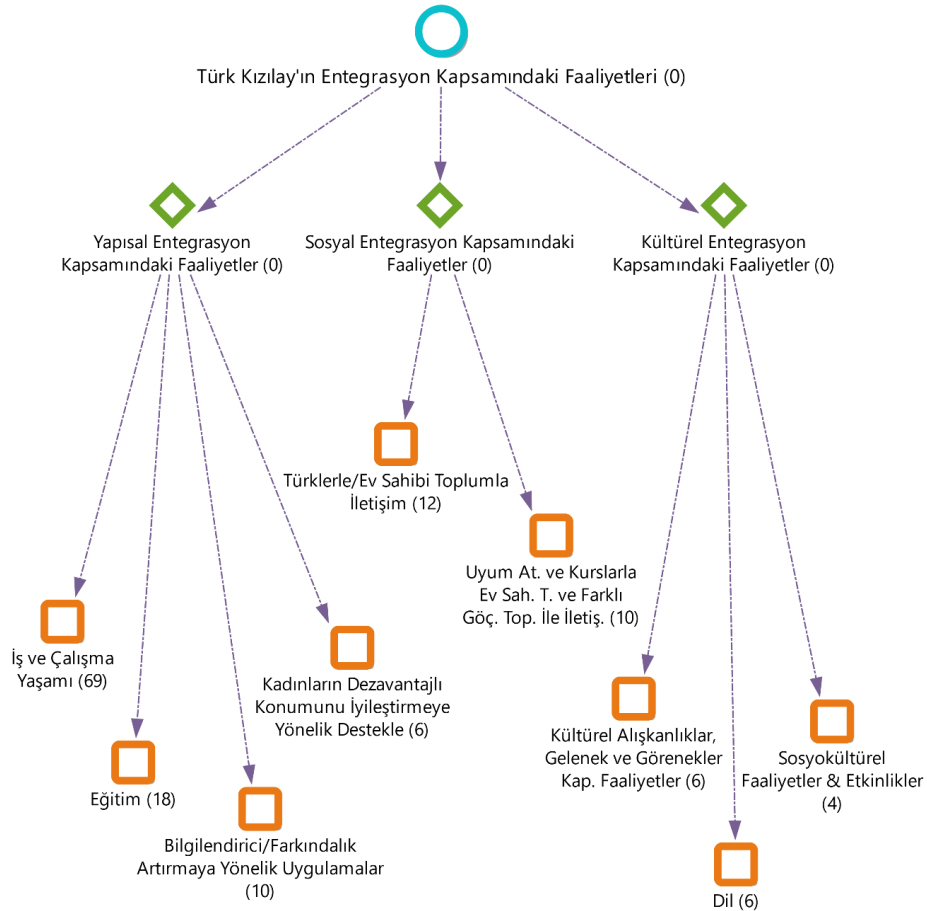 Türk Kızılay'ın Entegrasyon Kapsamındaki Faaliyetleri (0)
Yapısal Entegrasyon
Kapsamındaki Faaliyetler (0)
Sosyal Entegrasyon Kapsamındaki
Faaliyetler (0)
Kültürel Entegrasyon
Kapsamındaki Faaliyetler (0)
Türklerle/Ev Sahibi Toplumla
İletişim (12)
Uyum At. ve Kurslarla
Ev Sah. T. ve Farklı
Göç. Top. İle İletiş. (10)
İş ve Çalışma
Yaşamı (69)
Kadınların Dezavantajlı
Konumunu İyileştirmeye
Yönelik Destekle (6)
Kültürel Alışkanlıklar,
Gelenek ve Görenekler
Kap. Faaliyetler (6)
Sosyokültürel
Faaliyetler & Etkinlikler
(4)
Eğitim (18)
Bilgilendirici/Farkındalık
Artırmaya Yönelik Uygulamalar
(10)
Dil (6)